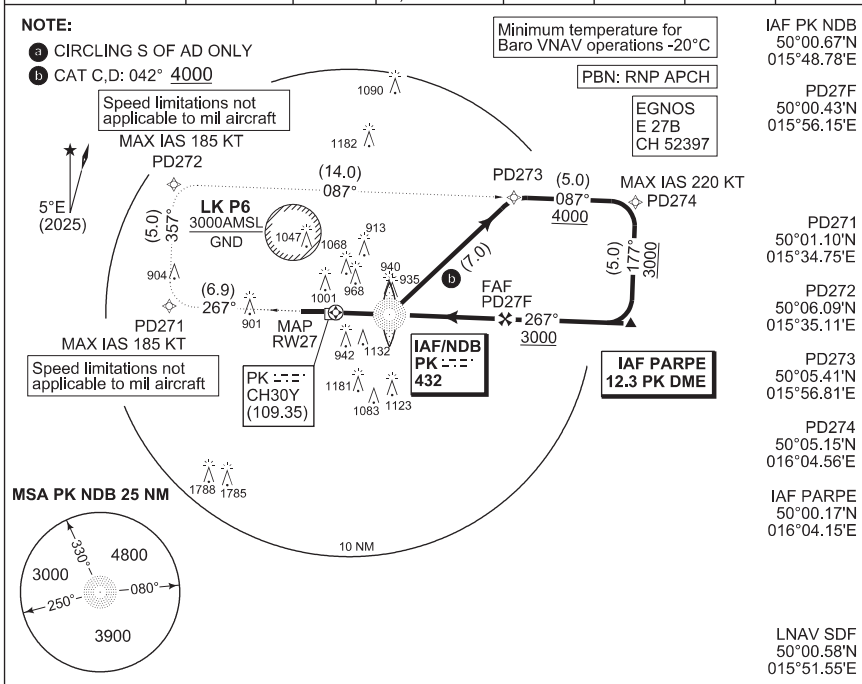 NOTE:
a CIRCLING S OF AD ONLY
b CAT C,D: 042° 4000
Minimum temperature for
Baro VNAV operations -20°C
PBN: RNP APCH
EGNOS
E 27B
CH 52397
Speed limitations not
applicable to mil aircraft
MAX IAS 185 KT
PD272
5°E
(2025)
1090
1182
(14.0)
087°
PD273
(5.0)
087°
4000
MAX IAS 220 KT
PD274
(5.0)
357°
LK P6
3000AMSL
GND
1047
1068
913
968
1001
940
935
904
901
(6.9)
267°
b
(7.0)
(5.0)
177°
3000
FAF
PD27F
267°
3000
PD271
MAX IAS 185 KT
MAP
RW27
942
1132
1181
1083
1123
Speed limitations not
applicable to mil aircraft
PK
CH30Y
(109.35)
IAF/NDB
PK
432
IAF PARPE
12.3 PK DME
1788
1785
10 NM
MSA PK NDB 25 NM
330°
4800
3000
250°
080°
3900
IAF PK NDB
50°00.67'N
015°48.78'E
PD27F
50°00.43'N
015°56.15'E
PD271
50°01.10'N
015°34.75'E
PD272
50°06.09'N
015°35.11'E
PD273
50°05.41'N
015°56.81'E
PD274
50°05.15'N
016°04.56'E
IAF PARPE
50°00.17'N
016°04.15'E
LNAV SDF
50°00.58'N
015°51.55'E